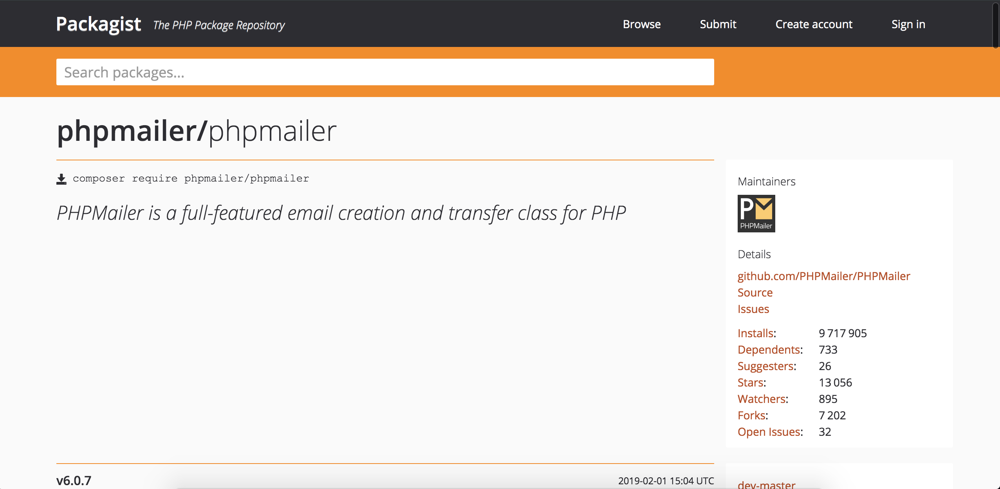 Packagist The PHP Package Repository Browse Submit Create account Sign in
Search packages...
phpmailer/phpmailer
composer require phpmailer/phpmailer
PHPMailer is a full-featured email creation and transfer class for PHP
Maintainers
PM
PHPMailer
Details
github.com/PHPMailer/PHPMailer
Source
Issues
Installs: 9 717 905
Dependents: 733
Suggesters: 26
Stars: 13 056
Watchers: 895
Forks: 7 202
Open Issues: 32
v6.0.7 2019-02-01 15:04 UTC
dev-master